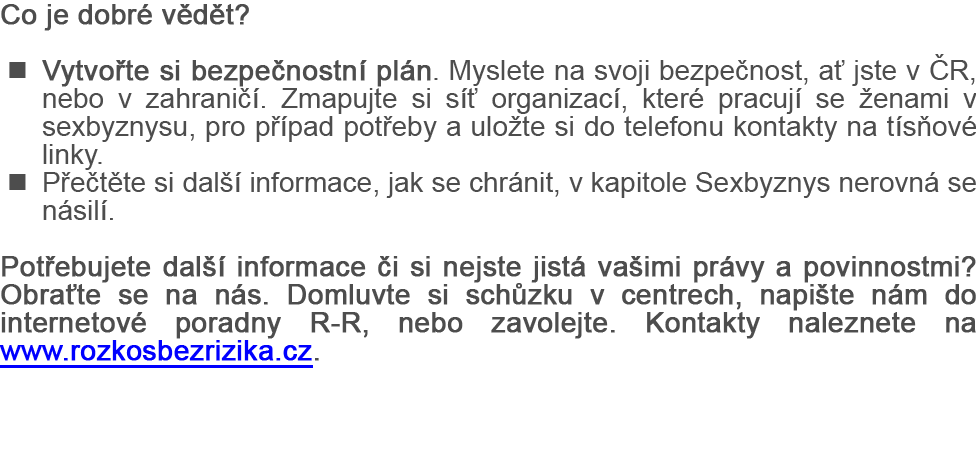 Co je dobré vědět?
■ Vytvořte si bezpečnostní plán. Myslete na svoji bezpečnost, ať jste v ČR,
nebo v zahraničí. Zmapujte si síť organizací, které pracují se ženami v
sexbyznysu, pro případ potřeby a uložte si do telefonu kontakty na tísňové
linky.
■ Přečtěte si další informace, jak se chránit, v kapitole Sexbyznys nerovná se
násilí.
Potřebujete další informace či si nejste jistá vašimi právy a povinnostmi?
Obraťte se na nás. Domluvte si schůzku v centrech, napište nám do
internetové poradny R-R, nebo zavolejte. Kontakty naleznete na
www.rozkosbezrizika.cz.